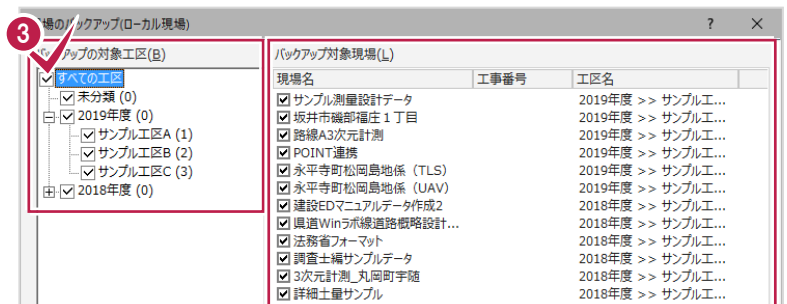 3
場のバックアップ(ローカル現場)
? ×
バックアップの対象工区(B)
すべての工区
未分類 (0)
2019年度 (0)
サンプル工区A (1)
サンプル工区B (2)
サンプル工区C (3)
2018年度 (0)
バックアップ対象現場(L)
現場名 工事番号 工区名
サンプル測量設計データ 2019年度 >> サンプル工...
坂井市磯部福庄1丁目 2019年度 >> サンプル工...
路線A3次元計測 2019年度 >> サンプル工...
POINT連携 2019年度 >> サンプル工...
永平寺町松岡島地係（TLS） 2019年度 >> サンプル工...
永平寺町松岡島地係（UAV） 2019年度 >> サンプル工...
建設EDマニュアルデータ作成2 2018年度 >> サンプル工...
県道Winラボ線道路概略設計... 2018年度 >> サンプル工...
法務省フォーマット 2018年度 >> サンプル工...
調査士編サンプルデータ 2018年度 >> サンプル工...
3次元計測_丸岡町宇随 2018年度 >> サンプル工...
詳細土量サンプル 2018年度 >> サンプル工...